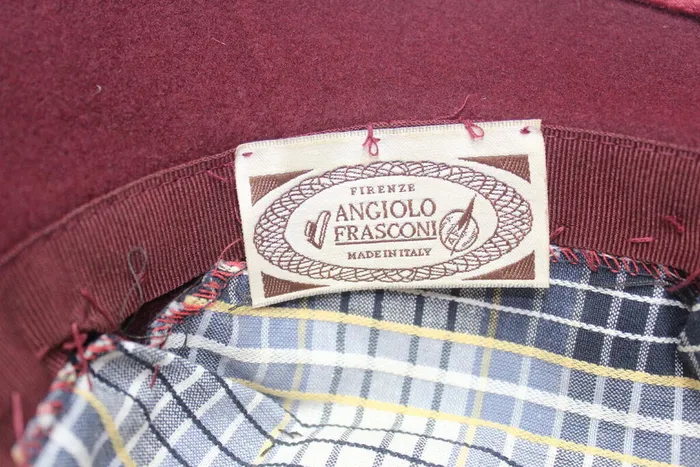 FIRENZE
ANGIOLO
FRASCONI
MADE IN ITALY